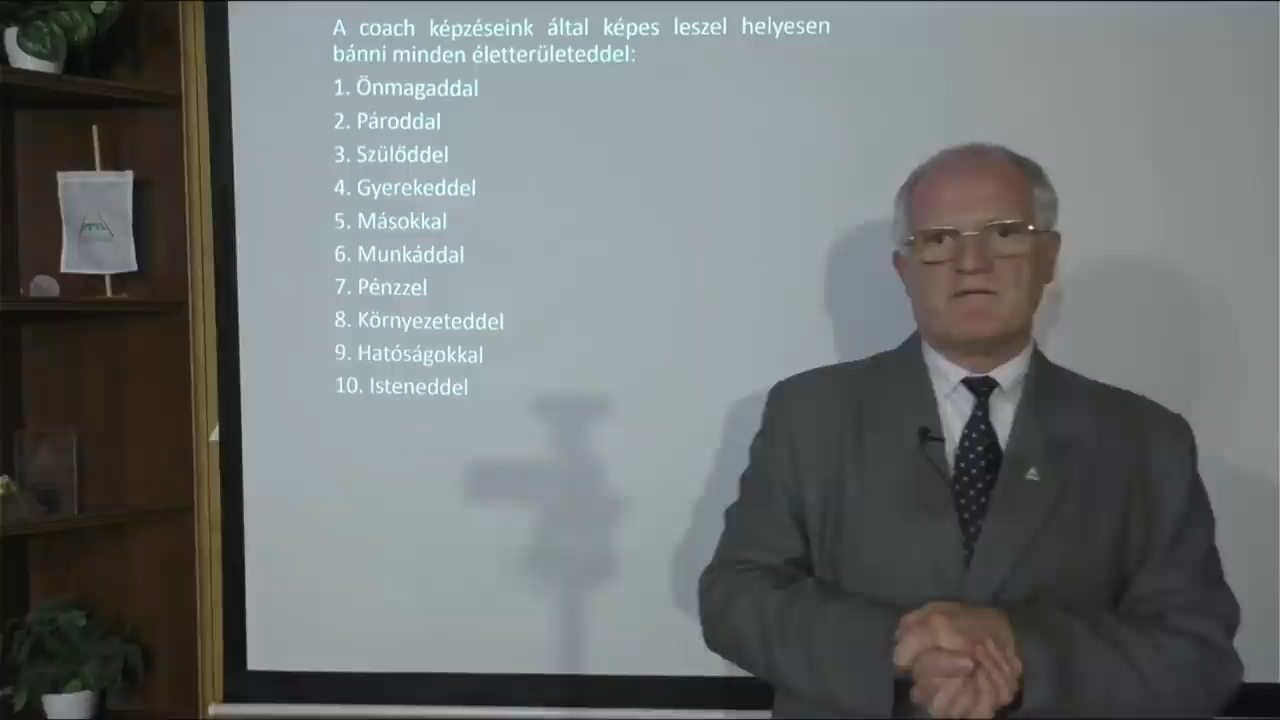 A coach képzéseink által képes leszel helyesen
bánni minden életterületeddel:
1. Önmagaddal
2. Pároddal
3. Szülőddel
4. Gyerekeddel
5. Másokkal
6. Munkáddal
7. Pénzzel
8. Környezeteddel
9. Hatóságokkal
10. Isteneddel